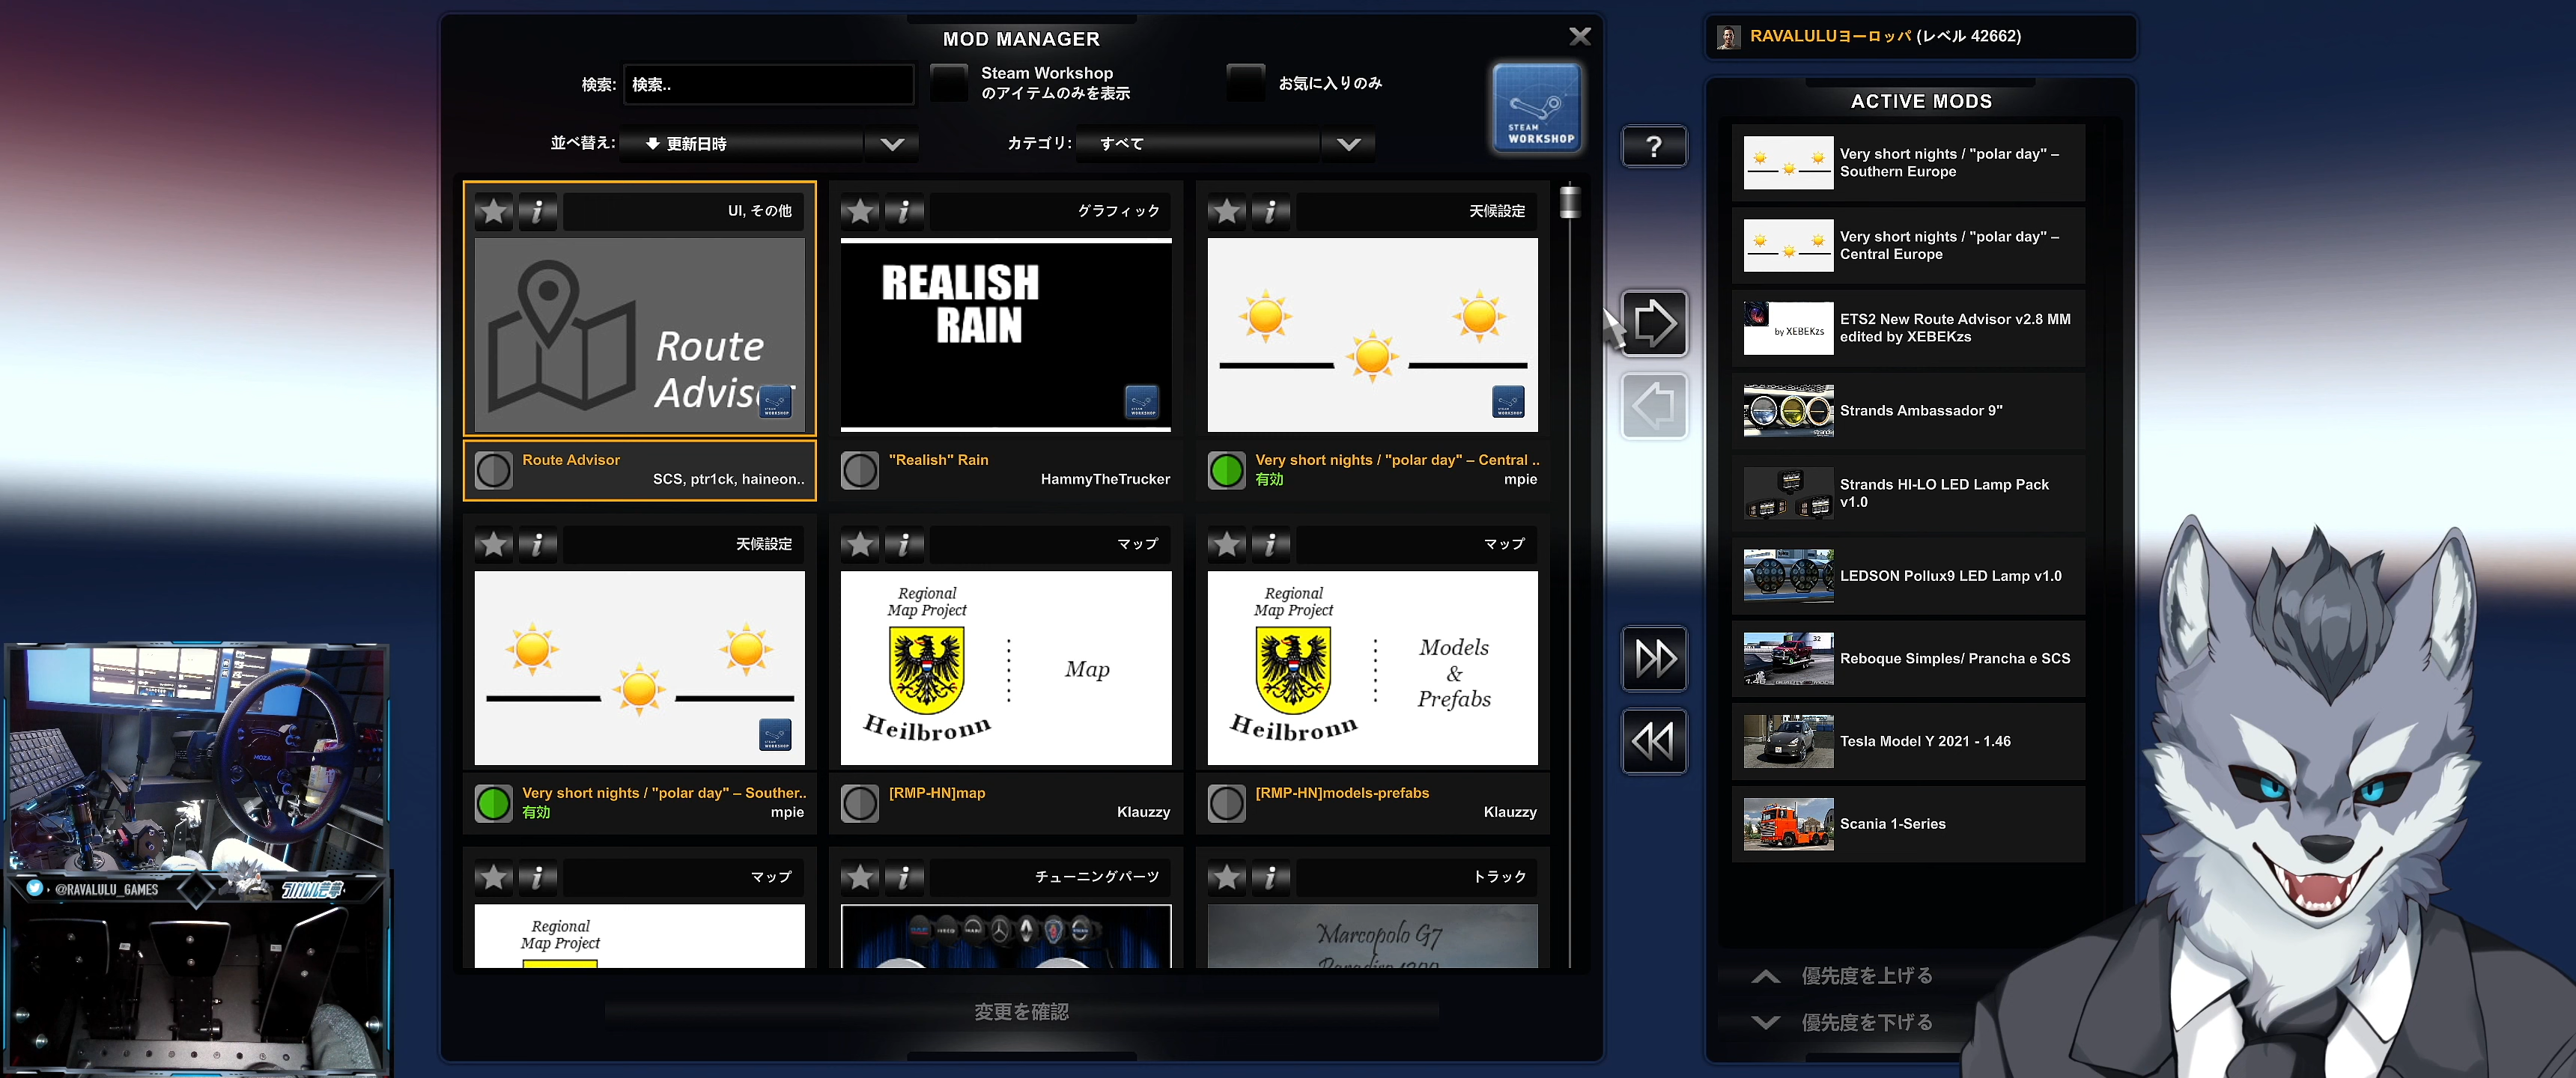 MOD MANAGER
検索:
検索..
Steam Workshop
のアイテムのみを表示
お気に入りのみ
STEAM
WORKSHOP
並べ替え:
更新日時
カテゴリ:
すべて
UI, その他
Route
Route Advisor
SCS, ptr1ck, haineon..
グラフィック
REALISH
RAIN
"Realish" Rain
HammyTheTrucker
天候設定
Very short nights / "polar day" – Central ..
有効
mpie
天候設定
Very short nights / "polar day" – Souther..
有効
mpie
マップ
Regional
Map Project
Heilbronn
Map
[RMP-HN]map
Klauzzy
マップ
Regional
Map Project
Heilbronn
Models
&
Prefabs
[RMP-HN]models-prefabs
Klauzzy
マップ
Regional
Map Project
チューニングパーツ
トラック
Marcopolo G7
変更を確認
?
RAVALULUヨーロッパ (レベル 42662)
ACTIVE MODS
Very short nights / "polar day" –
Southern Europe
Very short nights / "polar day" –
Central Europe
by XEBEKzs
ETS2 New Route Advisor v2.8 MM
edited by XEBEKzs
Strands Ambassador 9"
Strands HI-LO LED Lamp Pack
v1.0
LEDSON Pollux9 LED Lamp v1.0
Reboque Simples/ Prancha e SCS
Tesla Model Y 2021 - 1.46
Scania 1-Series
優先度を上げる
優先度を下げる
MOZA
@RAVALULU_GAMES